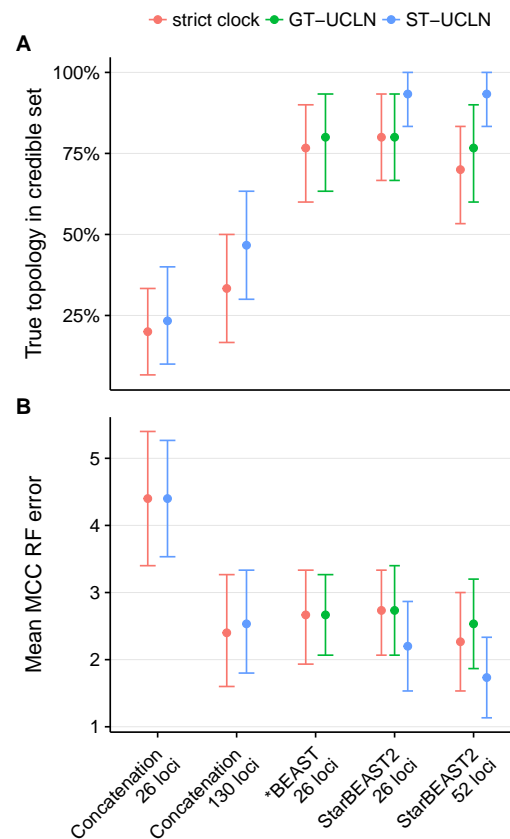 strict clock GT−UCLN ST−UCLN
A
True topology in credible set
100%
75%
50%
25%
B
Mean MCC RF error
5
4
3
2
1
Concatenation
26 loci
Concatenation
130 loci
*BEAST
26 loci
StarBEAST2
26 loci
StarBEAST2
52 loci